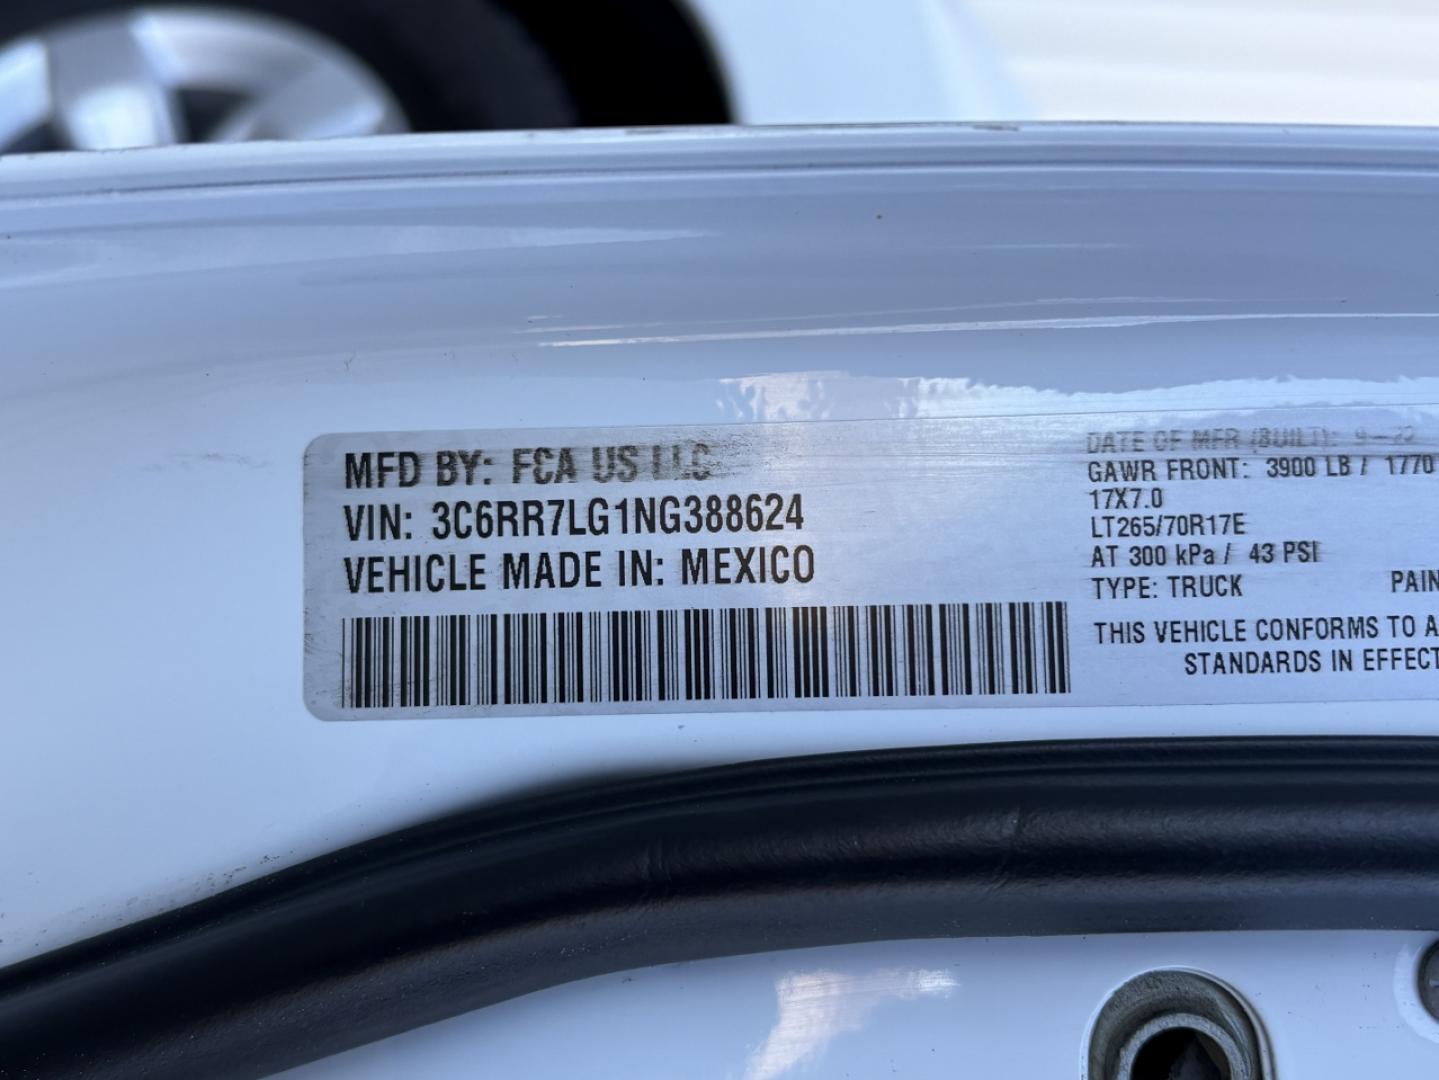 MFD BY: FCA US LLC
VIN: 3C6RR7LG1NG388624
VEHICLE MADE IN: MEXICO
DATE OF MFR (BUILT): 9-22
GAWR FRONT: 3900 LB / 1770
17X7.0
LT265/70R17E
AT 300 kPa / 43 PSI
TYPE: TRUCK PAIN
THIS VEHICLE CONFORMS TO A
STANDARDS IN EFFECT